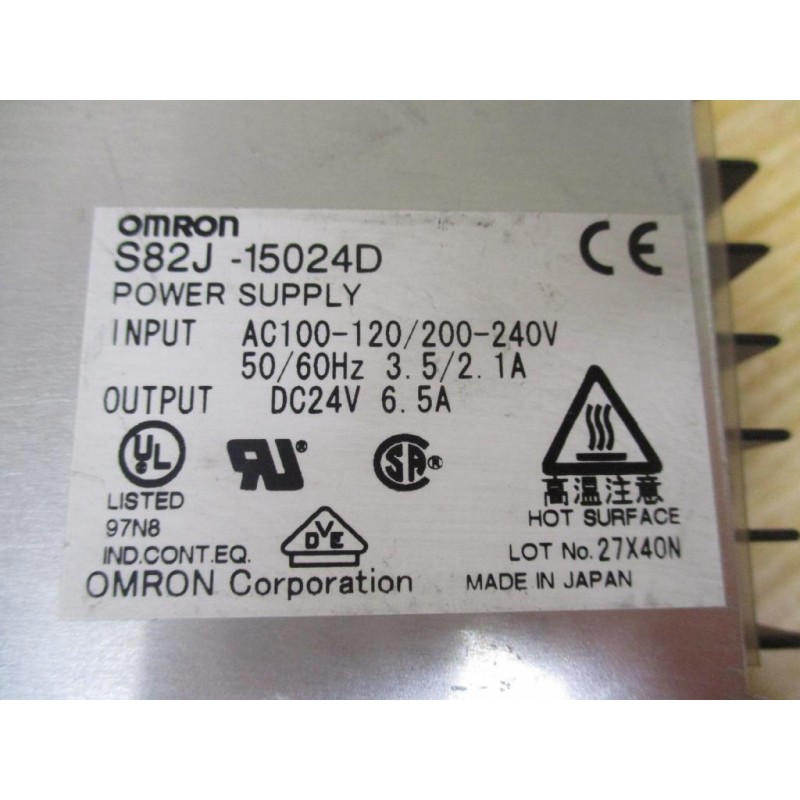 OMRON
S82J -15024D
CE
POWER SUPPLY
INPUT AC100-120/200-240V
50/60Hz 3.5/2.1A
OUTPUT DC24V 6.5A
UL
RU®
SA®
LISTED
97N8
IND.CONT.EQ.
DVE
高温注意
HOT SURFACE
LOT No. 27X40N
OMRON Corporation
MADE IN JAPAN